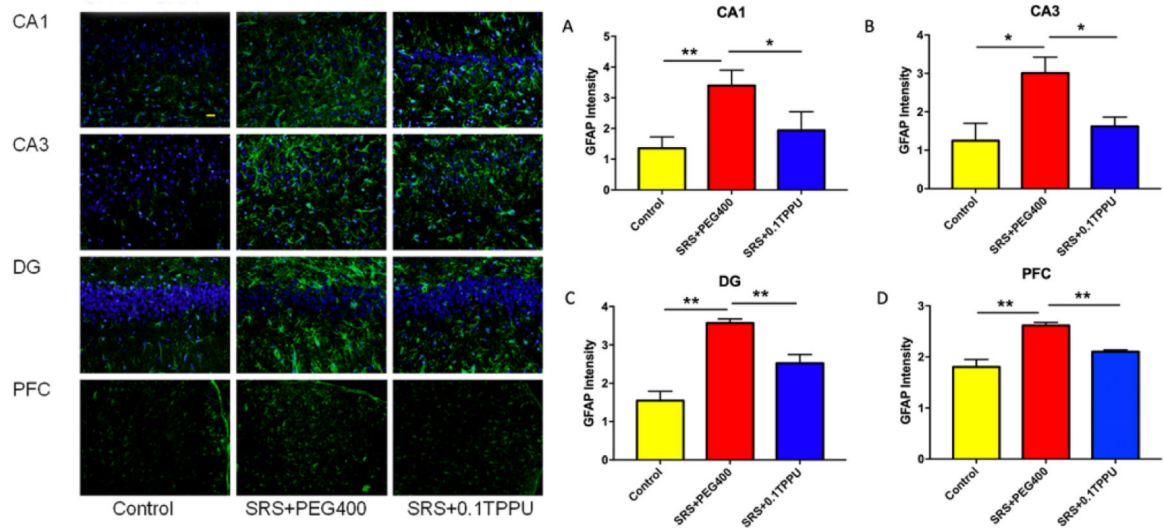 CA1
CA3
DG
PFC
Control SRS+PEG400 SRS+0.1TPPU
A
CA1
GFAP Intensity
5
4
3
2
1
0
**
*
Control
SRS+PEG400
SRS+0.1TPPU
B
CA3
GFAP Intensity
4
3
2
1
0
*
*
Control
SRS+PEG400
SRS+0.1TPPU
C
DG
GFAP Intensity
4
3
2
1
0
**
**
Control
SRS+PEG400
SRS+0.1TPPU
D
PFC
GFAP Intensity
3
2
1
0
**
**
Control
SRS+PEG400
SRS+0.1TPPU